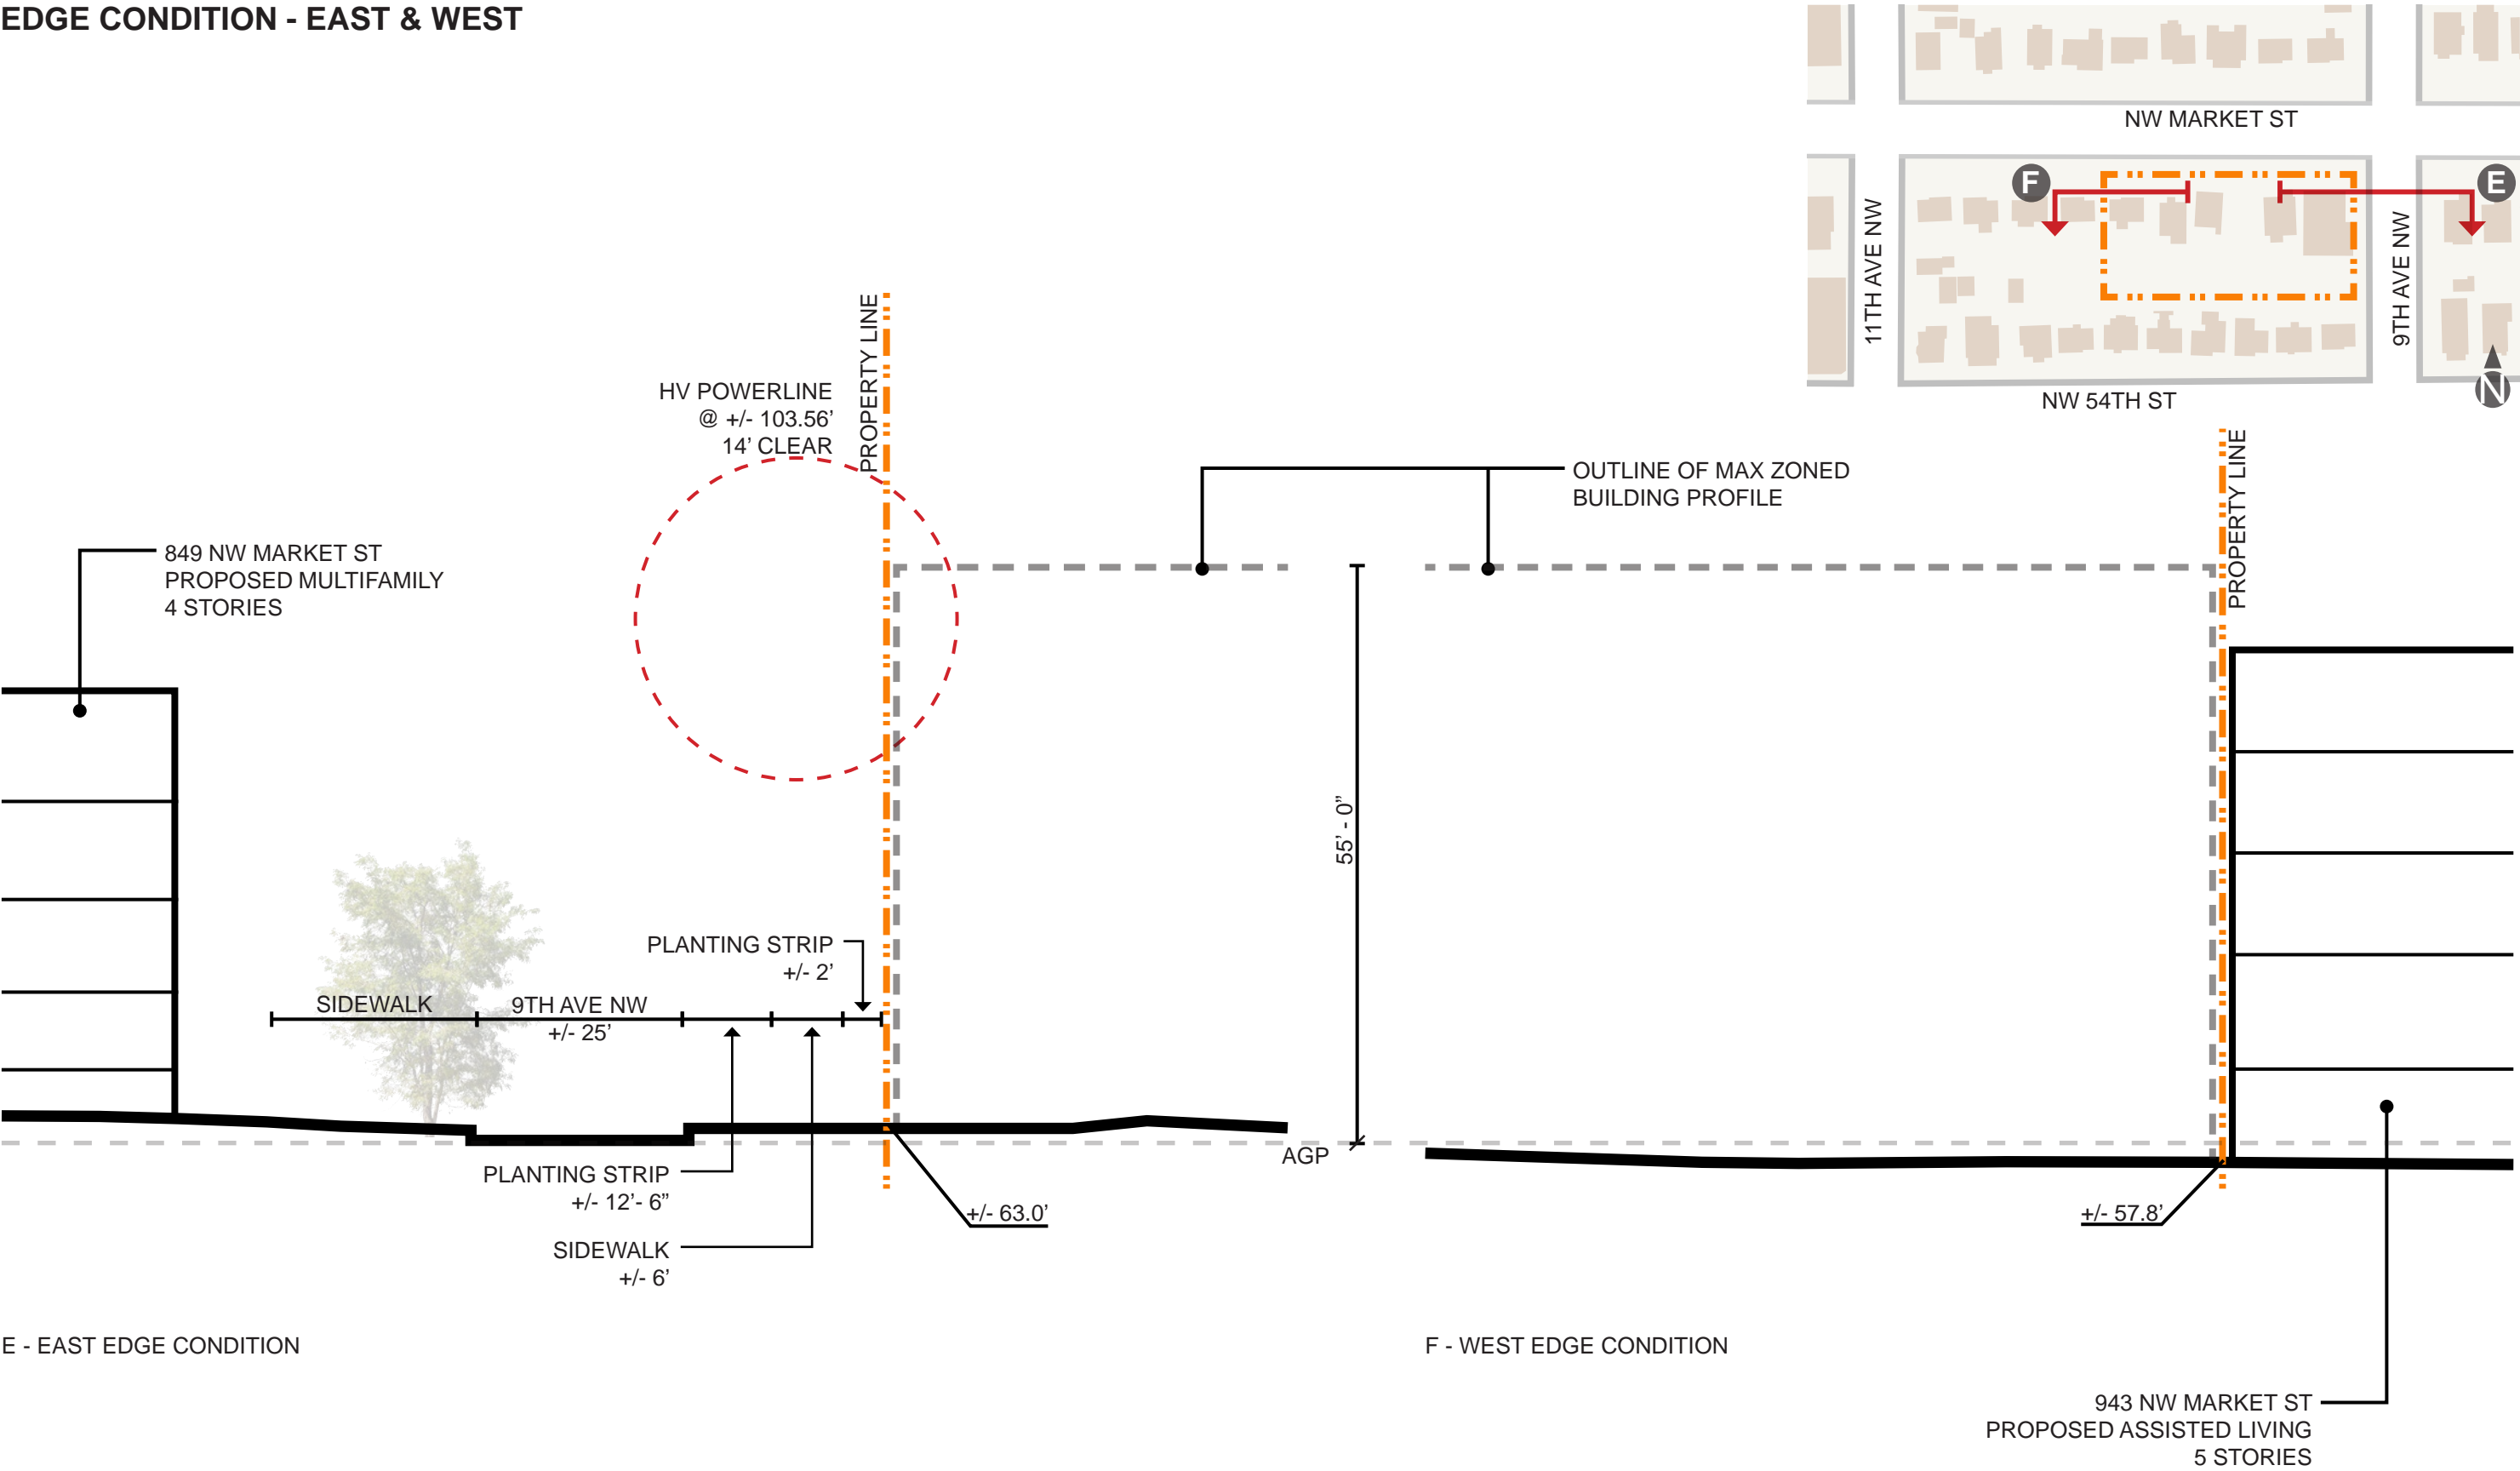 EDGE CONDITION - EAST & WEST
NW MARKET ST
F
E
11TH AVE NW
9TH AVE NW
N
NW 54TH ST
PROPERTY LINE
HV POWERLINE
@ +/- 103.56’
14’ CLEAR
OUTLINE OF MAX ZONED
BUILDING PROFILE
PROPERTY LINE
849 NW MARKET ST
PROPOSED MULTIFAMILY
4 STORIES
55’ - 0”
PLANTING STRIP
+/- 2’
SIDEWALK
9TH AVE NW
+/- 25’
AGP
PLANTING STRIP
+/- 12’- 6”
SIDEWALK
+/- 6’
+/- 63.0’
+/- 57.8’
E - EAST EDGE CONDITION
F - WEST EDGE CONDITION
943 NW MARKET ST
PROPOSED ASSISTED LIVING
5 STORIES